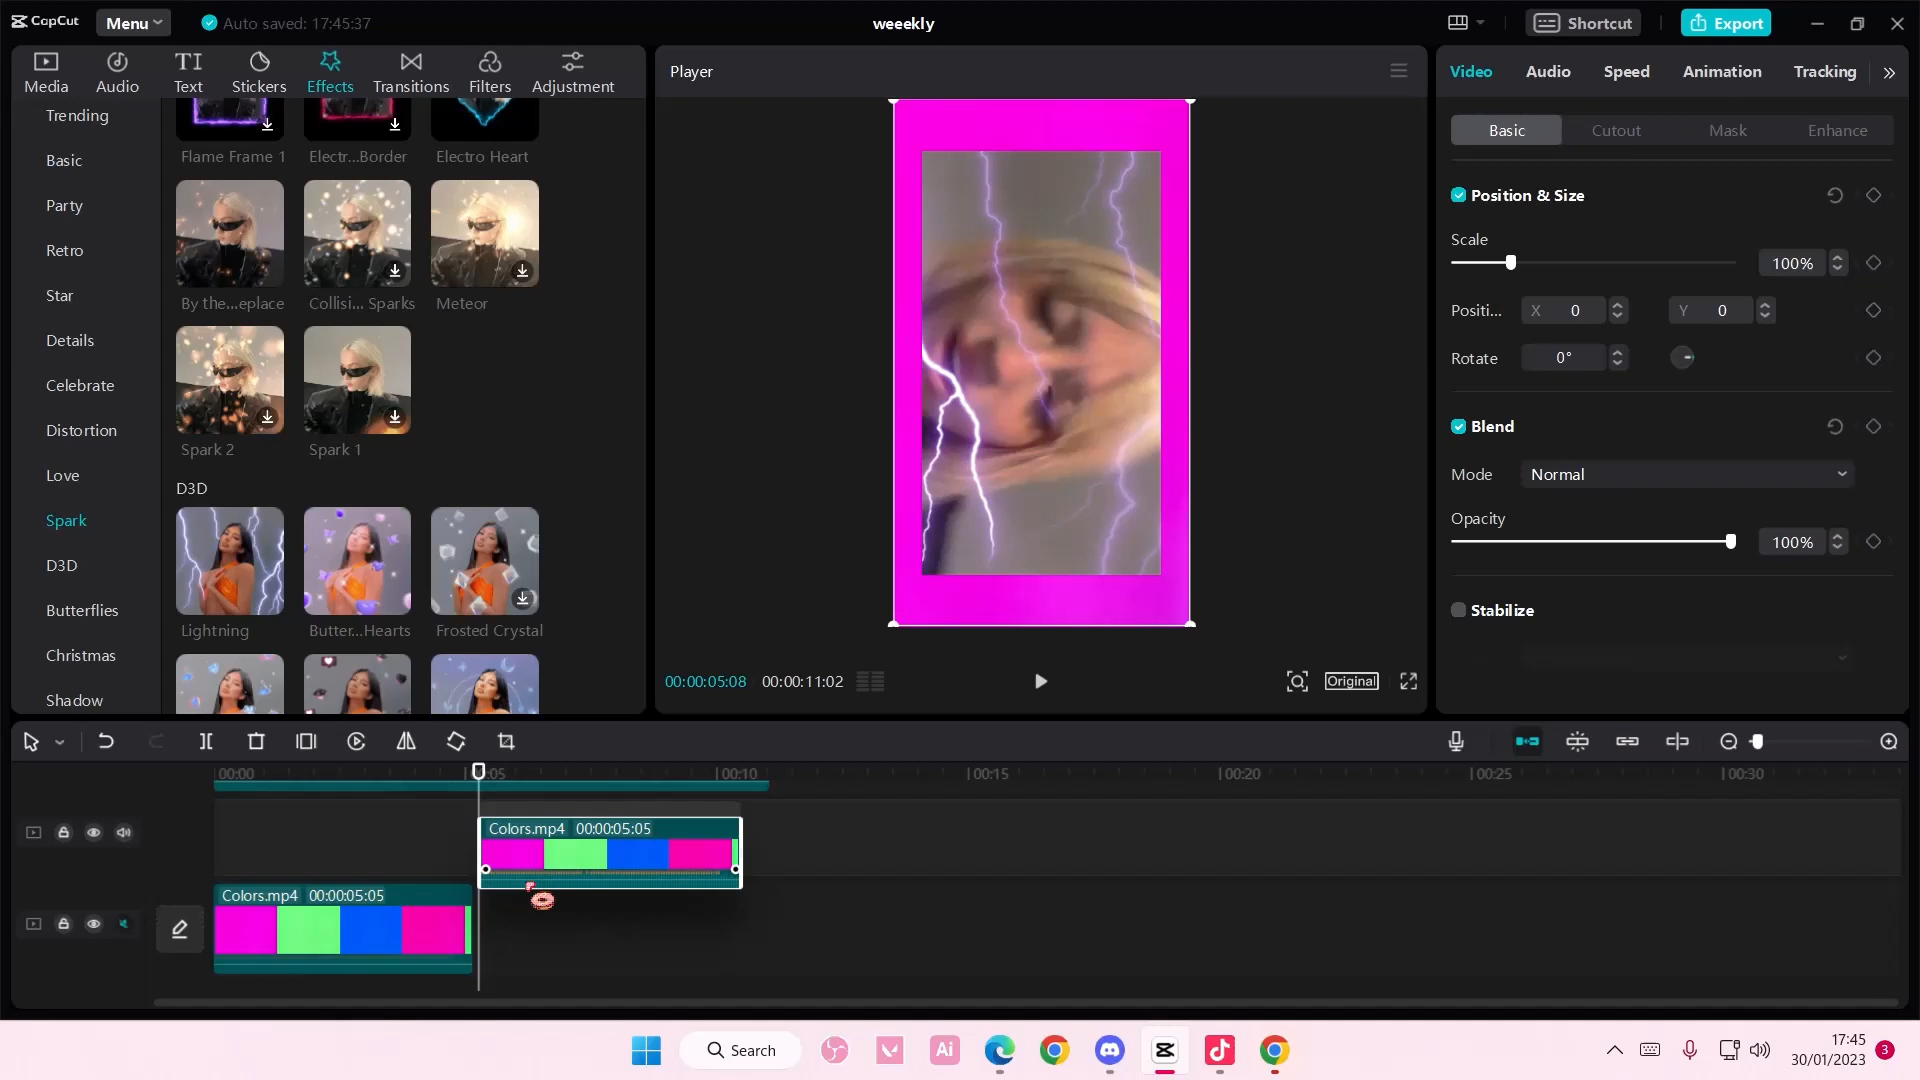 CapCut
Menu
Auto saved: 17:45:37
weeekly
Shortcut
Export
Media
Audio
Text
Stickers
Effects
Transitions
Filters
Adjustment
Trending
Basic
Party
Retro
Star
Details
Celebrate
Distortion
Love
Spark
D3D
Butterflies
Christmas
Shadow
Flame Frame 1
Electr...Border
Electro Heart
By the...eplace
Collisi... Sparks
Meteor
Spark 2
Spark 1
D3D
Lightning
Butter...Hearts
Frosted Crystal
Player
00:00:05:08
00:00:11:02
Original
Video
Audio
Speed
Animation
Tracking
Basic
Cutout
Mask
Enhance
Position & Size
Scale
100%
Positi...
X 0
Y 0
Rotate
0°
Blend
Mode
Normal
Opacity
100%
Stabilize
00:00
00:05
00:10
00:15
00:20
00:25
00:30
Colors.mp4 00:00:05:05
Colors.mp4 00:00:05:05
Search
Ai
17:45
30/01/2023
3